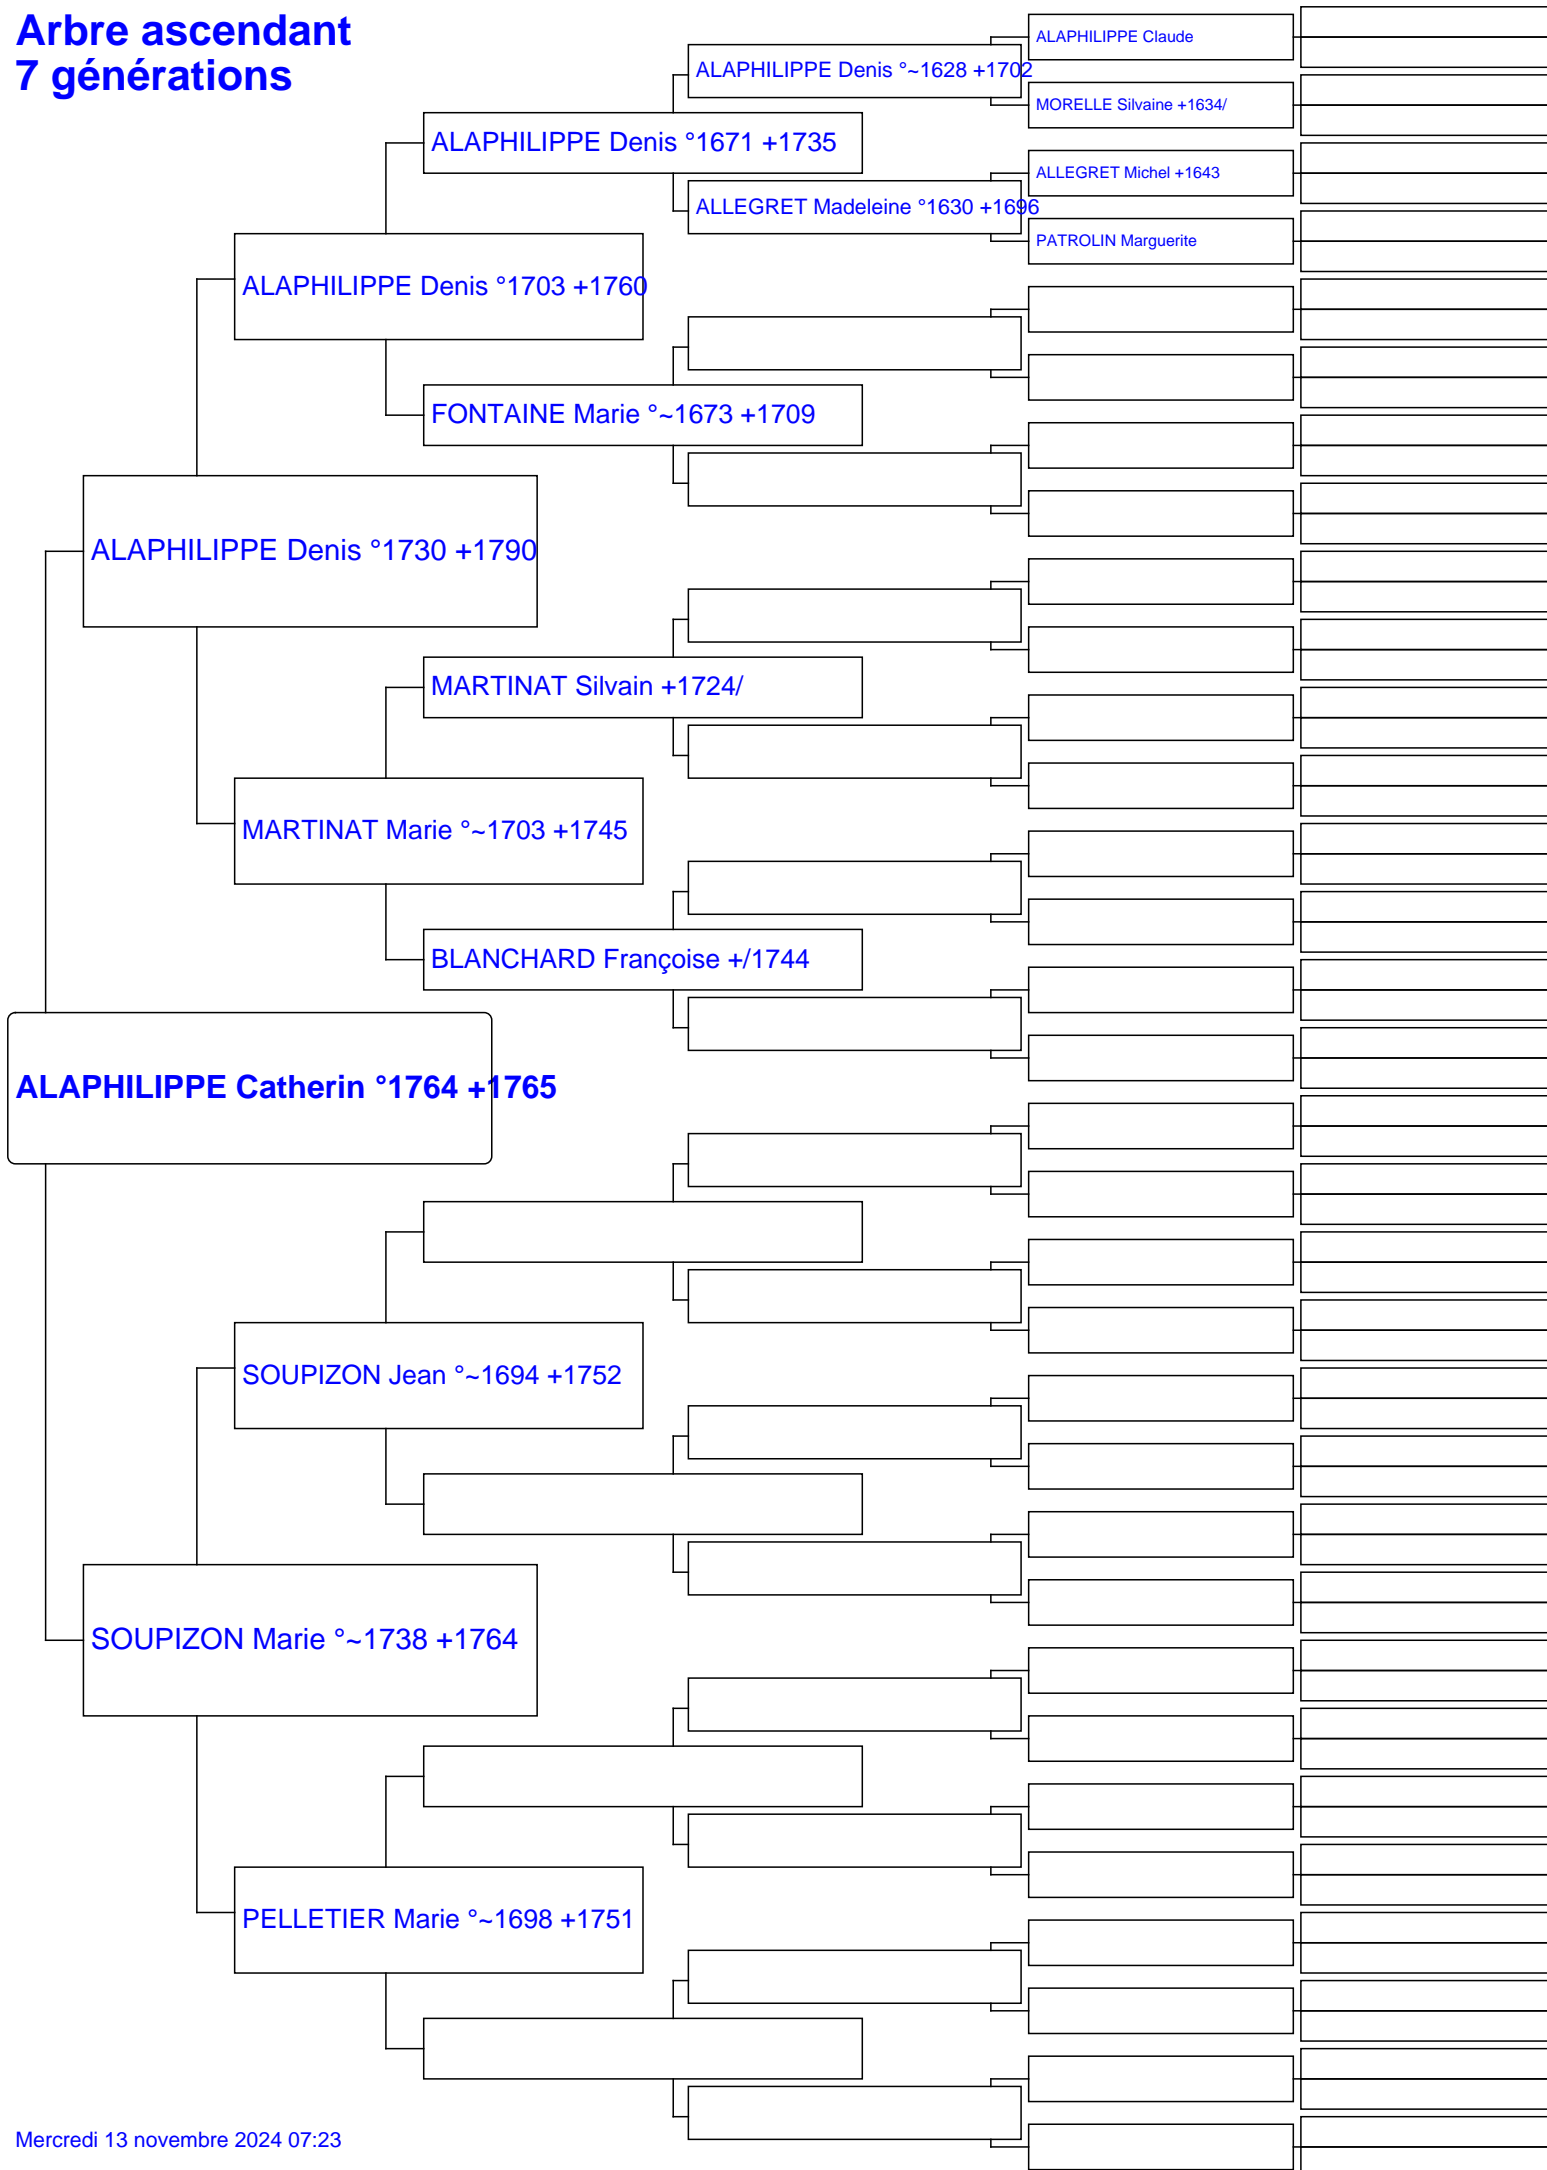 Arbre ascendant
7 générations
ALAPHILIPPE Claude
ALAPHILIPPE Denis °~1628 +1702
MORELLE Silvaine +1634/
ALAPHILIPPE Denis °1671 +1735
ALLEGRET Michel +1643
ALLEGRET Madeleine °1630 +1696
PATROLIN Marguerite
ALAPHILIPPE Denis °1703 +1760
FONTAINE Marie °~1673 +1709
ALAPHILIPPE Denis °1730 +1790
MARTINAT Silvain +1724/
MARTINAT Marie °~1703 +1745
BLANCHARD Françoise +/1744
ALAPHILIPPE Catherin °1764 +1765
SOUPIZON Jean °~1694 +1752
SOUPIZON Marie °~1738 +1764
PELLETIER Marie °~1698 +1751
Mercredi 13 novembre 2024 07:23